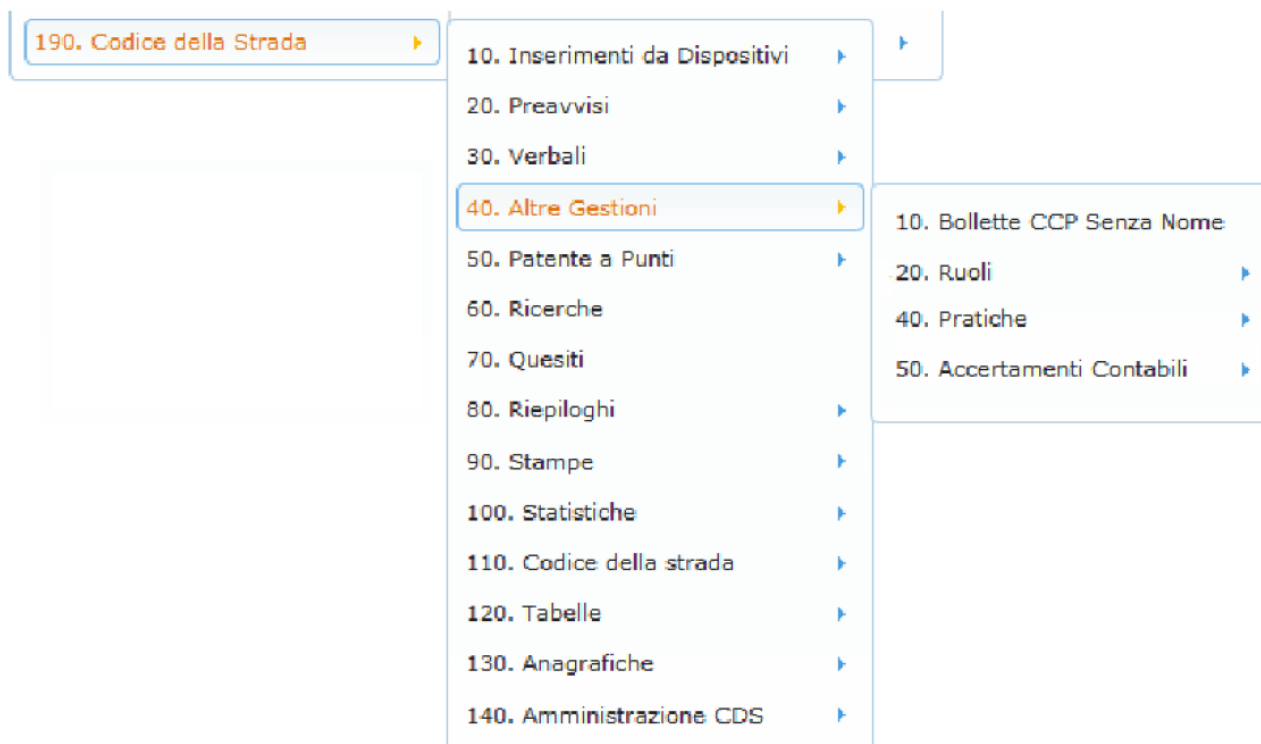 190. Codice della Strada
10. Inserimenti da Dispositivi
20. Preavvisi
30. Verbali
40. Altre Gestioni
50. Patente a Punti
60. Ricerche
70. Quesiti
80. Riepiloghi
90. Stampe
100. Statistiche
110. Codice della strada
120. Tabelle
130. Anagrafiche
140. Amministrazione CDS
10. Bollette CCP Senza Nome
20. Ruoli
40. Pratiche
50. Accertamenti Contabili